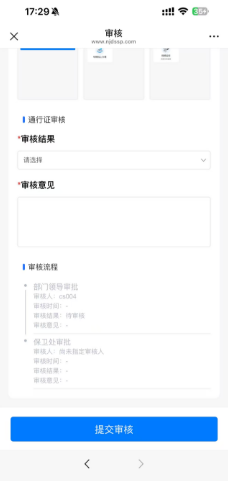 17:29
35+
审核
www.njdssp.com
通行证审核
*审核结果
请选择
*审核意见
审核流程
部门领导审批
审核人：cs004
审核时间：-
审核结果：待审核
审核意见：-
保卫处审批
审核人：尚未指定审核人
审核时间：-
审核结果：-
审核意见：-
提交审核